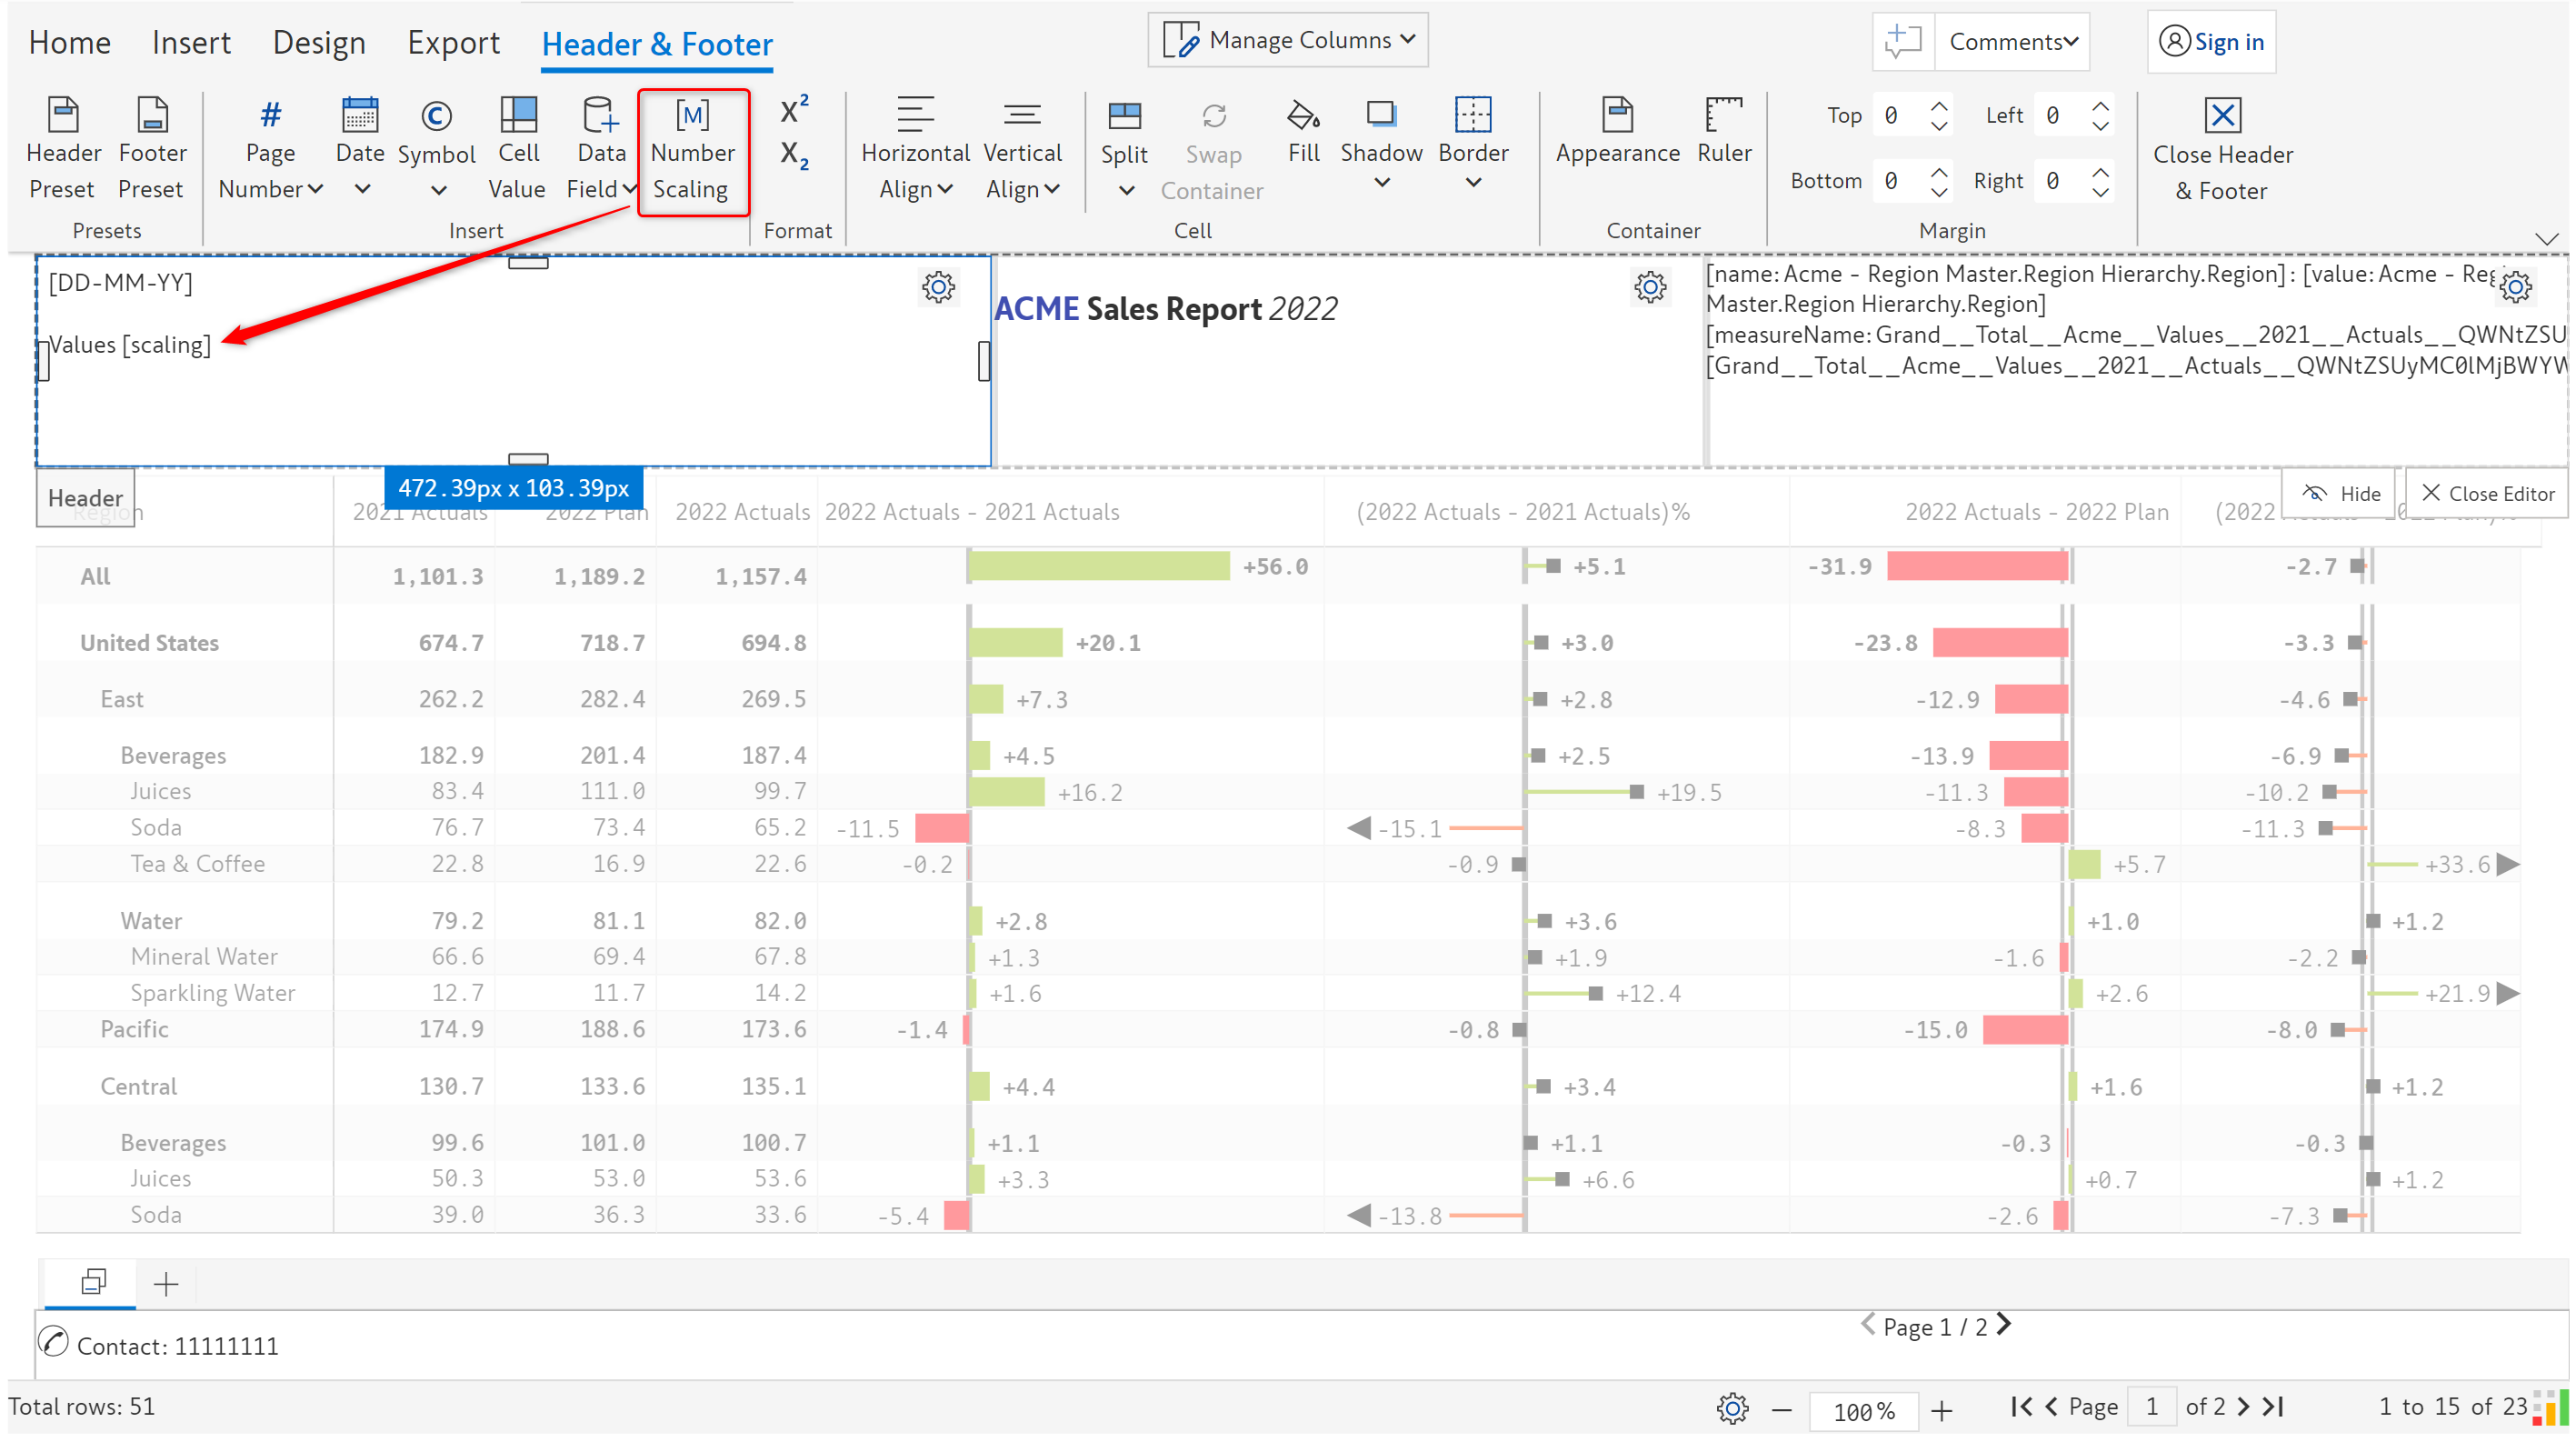 Home Insert Design Export Header & Footer Manage Columns Comments Sign in
Header Preset Footer Preset # Page Number Date © Symbol Cell Value Data Field [M] Number Scaling X² X₂ Horizontal Align Vertical Align Split Swap Container Fill Shadow Border Appearance Ruler Top 0 Left 0 Bottom 0 Right 0 Close Header & Footer
Presets Insert Format Cell Container Margin
[DD-MM-YY]
Values [scaling]
ACME Sales Report 2022
[name: Acme - Region Master.Region Hierarchy.Region] : [value: Acme - Reg
Master.Region Hierarchy.Region]
[measureName: Grand__Total__Acme__Values__2021__Actuals__QWNtZSU
[Grand__Total__Acme__Values__2021__Actuals__QWNtZSUyMC0lMjBWYW
Header 472.39px x 103.39px Hide Close Editor
Region 2021 Actuals 2022 Plan 2022 Actuals 2022 Actuals - 2021 Actuals (2022 Actuals - 2021 Actuals)% 2022 Actuals - 2022 Plan (2022
All 1,101.3 1,189.2 1,157.4 +56.0 +5.1 -31.9 -2.7
United States 674.7 718.7 694.8 +20.1 +3.0 -23.8 -3.3
East 262.2 282.4 269.5 +7.3 +2.8 -12.9 -4.6
Beverages 182.9 201.4 187.4 +4.5 +2.5 -13.9 -6.9
Juices 83.4 111.0 99.7 +16.2 +19.5 -11.3 -10.2
Soda 76.7 73.4 65.2 -11.5 -15.1 -8.3 -11.3
Tea & Coffee 22.8 16.9 22.6 -0.2 -0.9 +5.7 +33.6
Water 79.2 81.1 82.0 +2.8 +3.6 +1.0 +1.2
Mineral Water 66.6 69.4 67.8 +1.3 +1.9 -1.6 -2.2
Sparkling Water 12.7 11.7 14.2 +1.6 +12.4 +2.6 +21.9
Pacific 174.9 188.6 173.6 -1.4 -0.8 -15.0 -8.0
Central 130.7 133.6 135.1 +4.4 +3.4 +1.6 +1.2
Beverages 99.6 101.0 100.7 +1.1 +1.1 -0.3 -0.3
Juices 50.3 53.0 53.6 +3.3 +6.6 +0.7 +1.2
Soda 39.0 36.3 33.6 -5.4 -13.8 -2.6 -7.3
Contact: 11111111 Page 1 / 2
Total rows: 51 100% Page 1 of 2 1 to 15 of 23